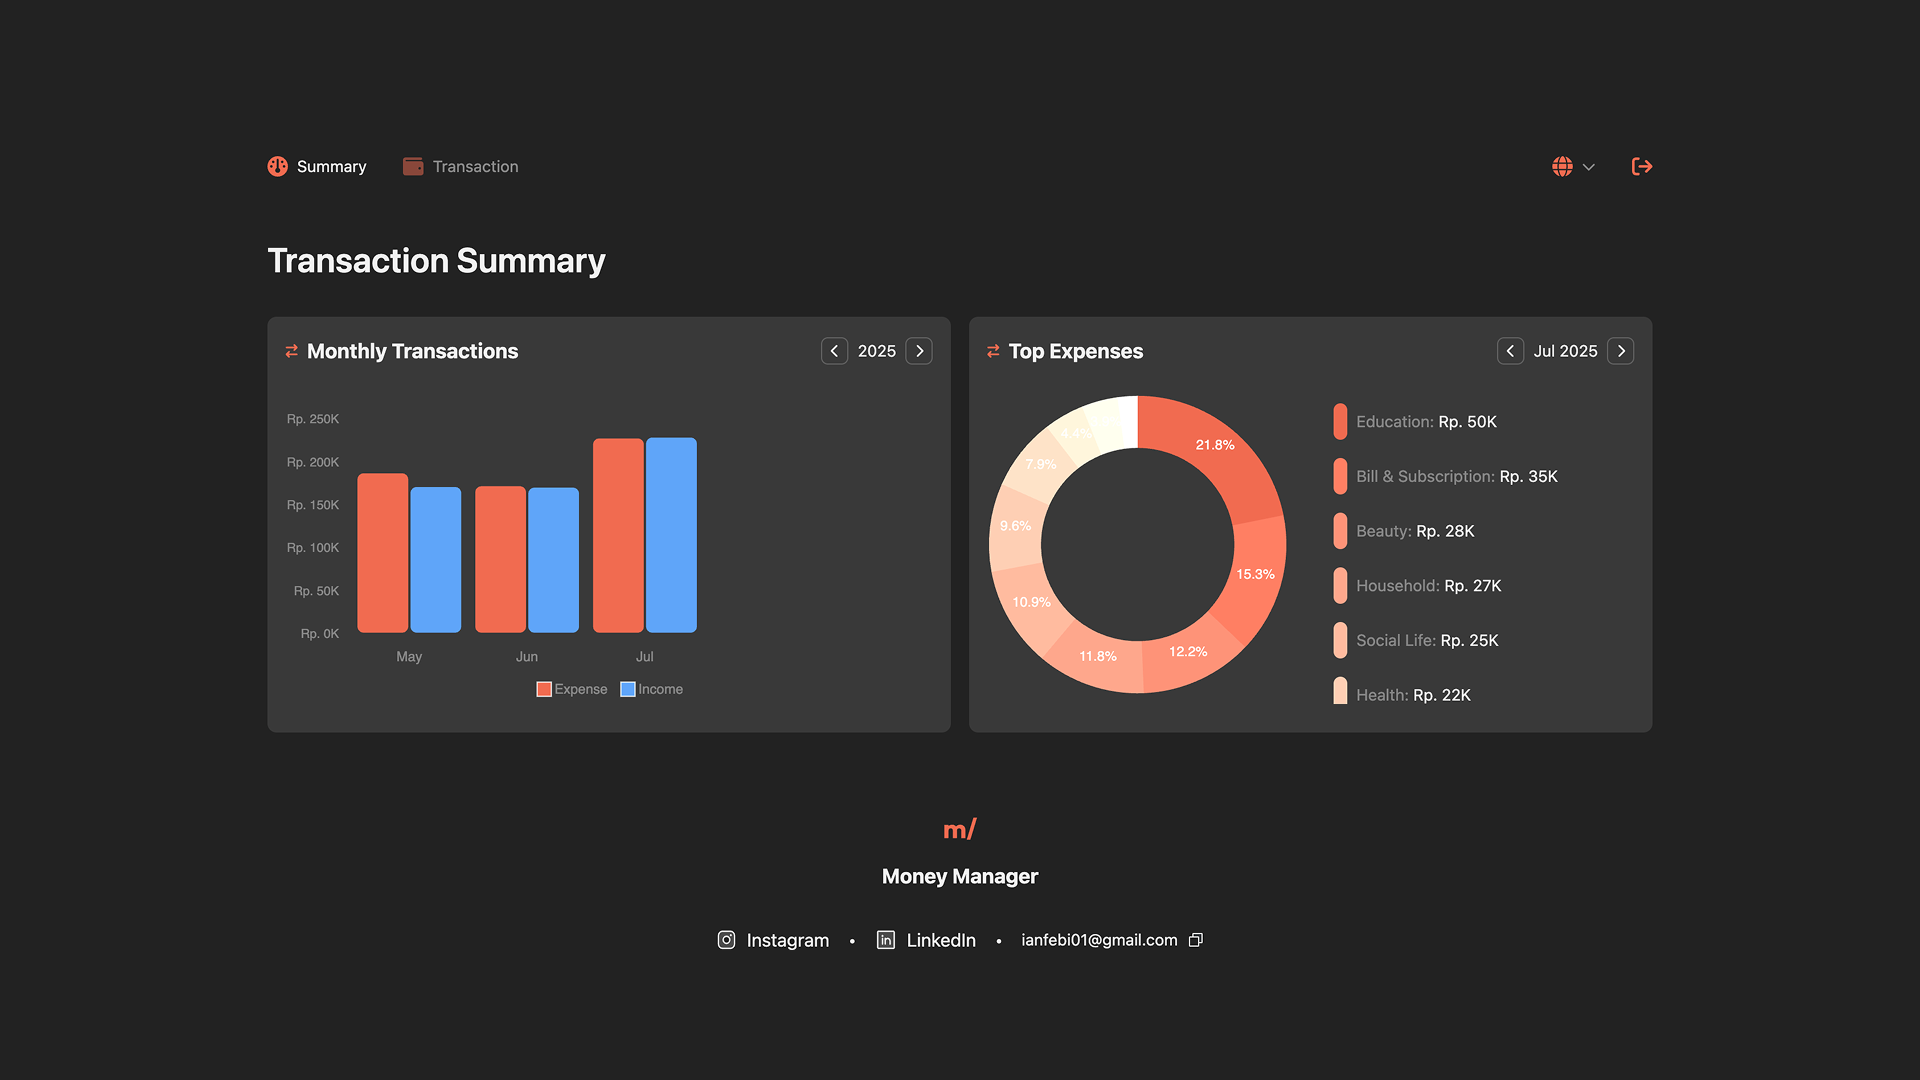 Summary
Transaction
Transaction Summary
Monthly Transactions
2025
Rp. 250K
Rp. 200K
Rp. 150K
Rp. 100K
Rp. 50K
Rp. 0K
May
Jun
Jul
Expense
Income
Top Expenses
Jul 2025
21.8%
15.3%
12.2%
11.8%
10.9%
9.6%
7.9%
4.4%
Education: Rp. 50K
Bill & Subscription: Rp. 35K
Beauty: Rp. 28K
Household: Rp. 27K
Social Life: Rp. 25K
Health: Rp. 22K
m/
Money Manager
Instagram • LinkedIn • ianfebi01@gmail.com